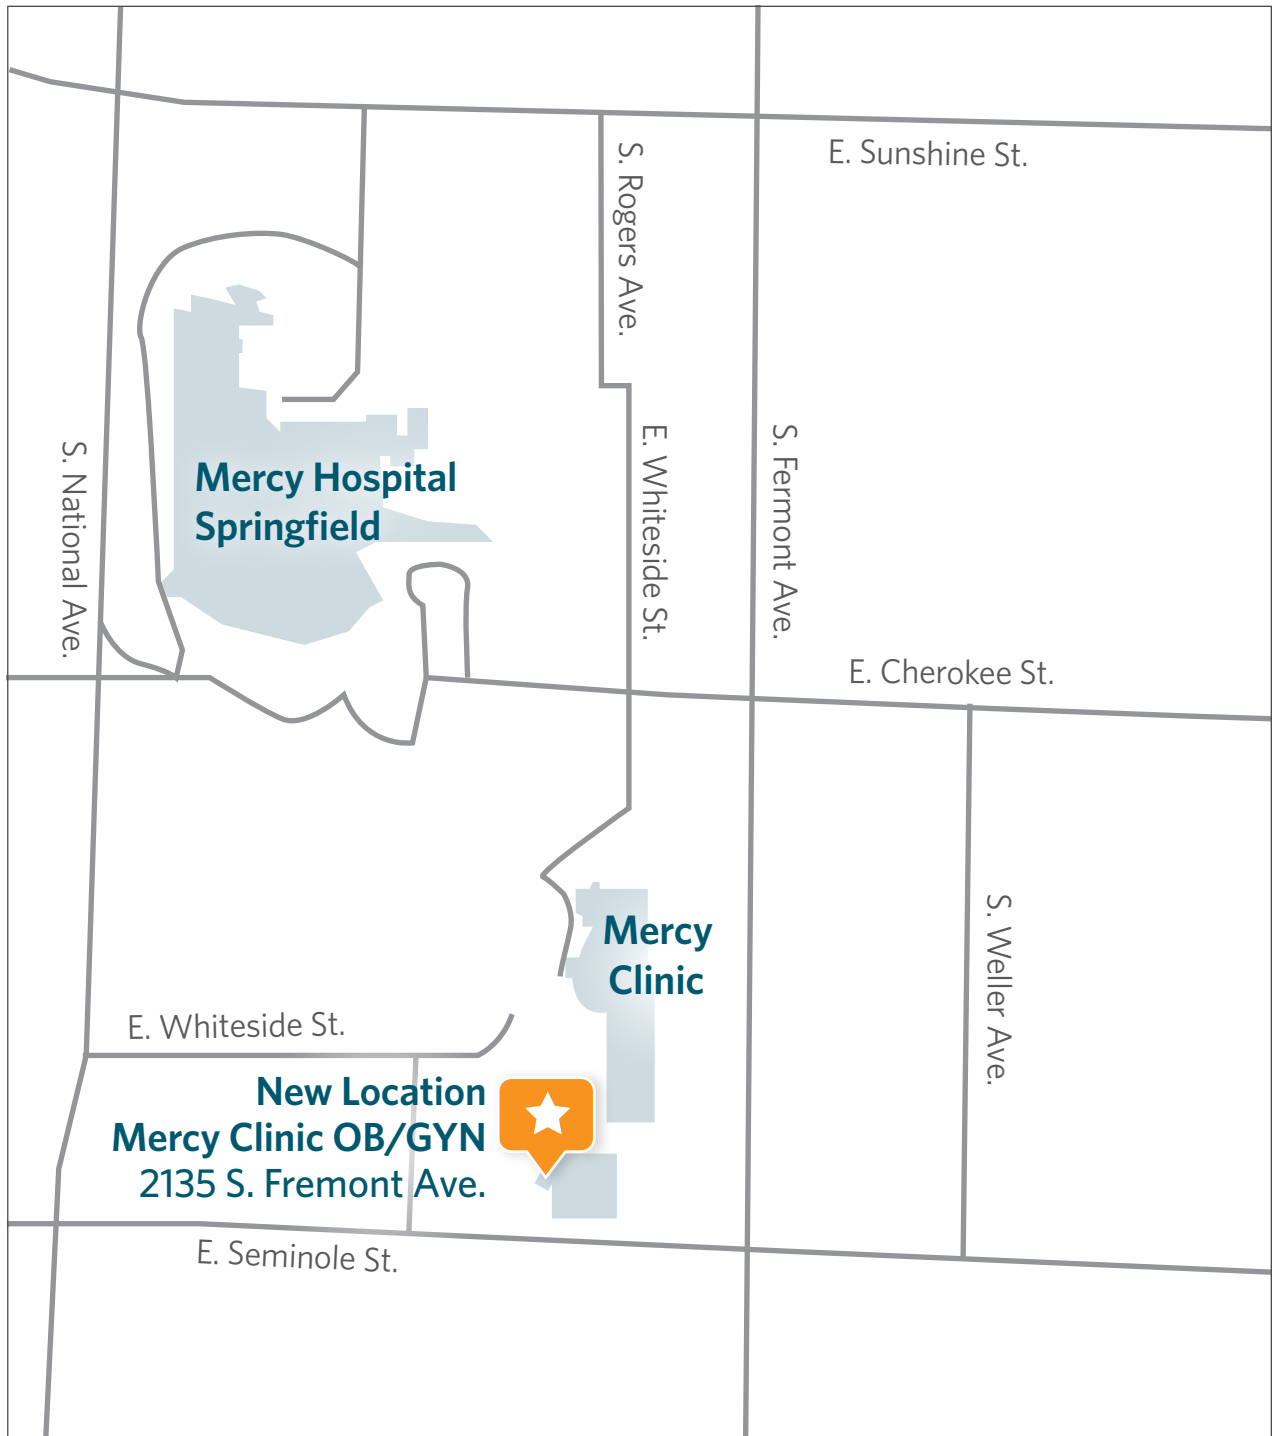 E. Sunshine St.
S. Rogers Ave.
S. National Ave.
Mercy Hospital
Springfield
E. Whiteside St.
S. Fermont Ave.
E. Cherokee St.
Mercy
Clinic
S. Weller Ave.
E. Whiteside St.
New Location
Mercy Clinic OB/GYN
2135 S. Fremont Ave.
E. Seminole St.